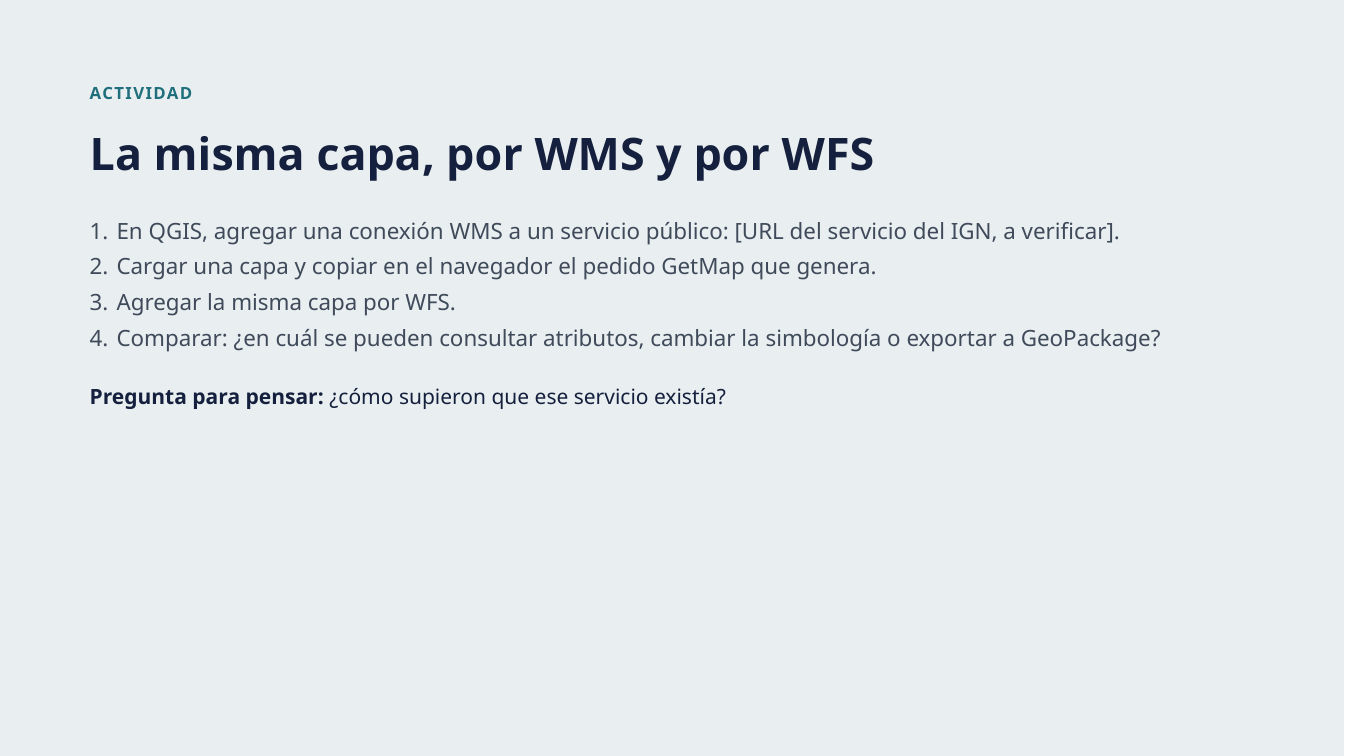 ACTIVIDAD
La misma capa, por WMS y por WFS
1. En QGIS, agregar una conexión WMS a un servicio público: [URL del servicio del IGN, a verificar].
2. Cargar una capa y copiar en el navegador el pedido GetMap que genera.
3. Agregar la misma capa por WFS.
4. Comparar: ¿en cuál se pueden consultar atributos, cambiar la simbología o exportar a GeoPackage?
Pregunta para pensar: ¿cómo supieron que ese servicio existía?